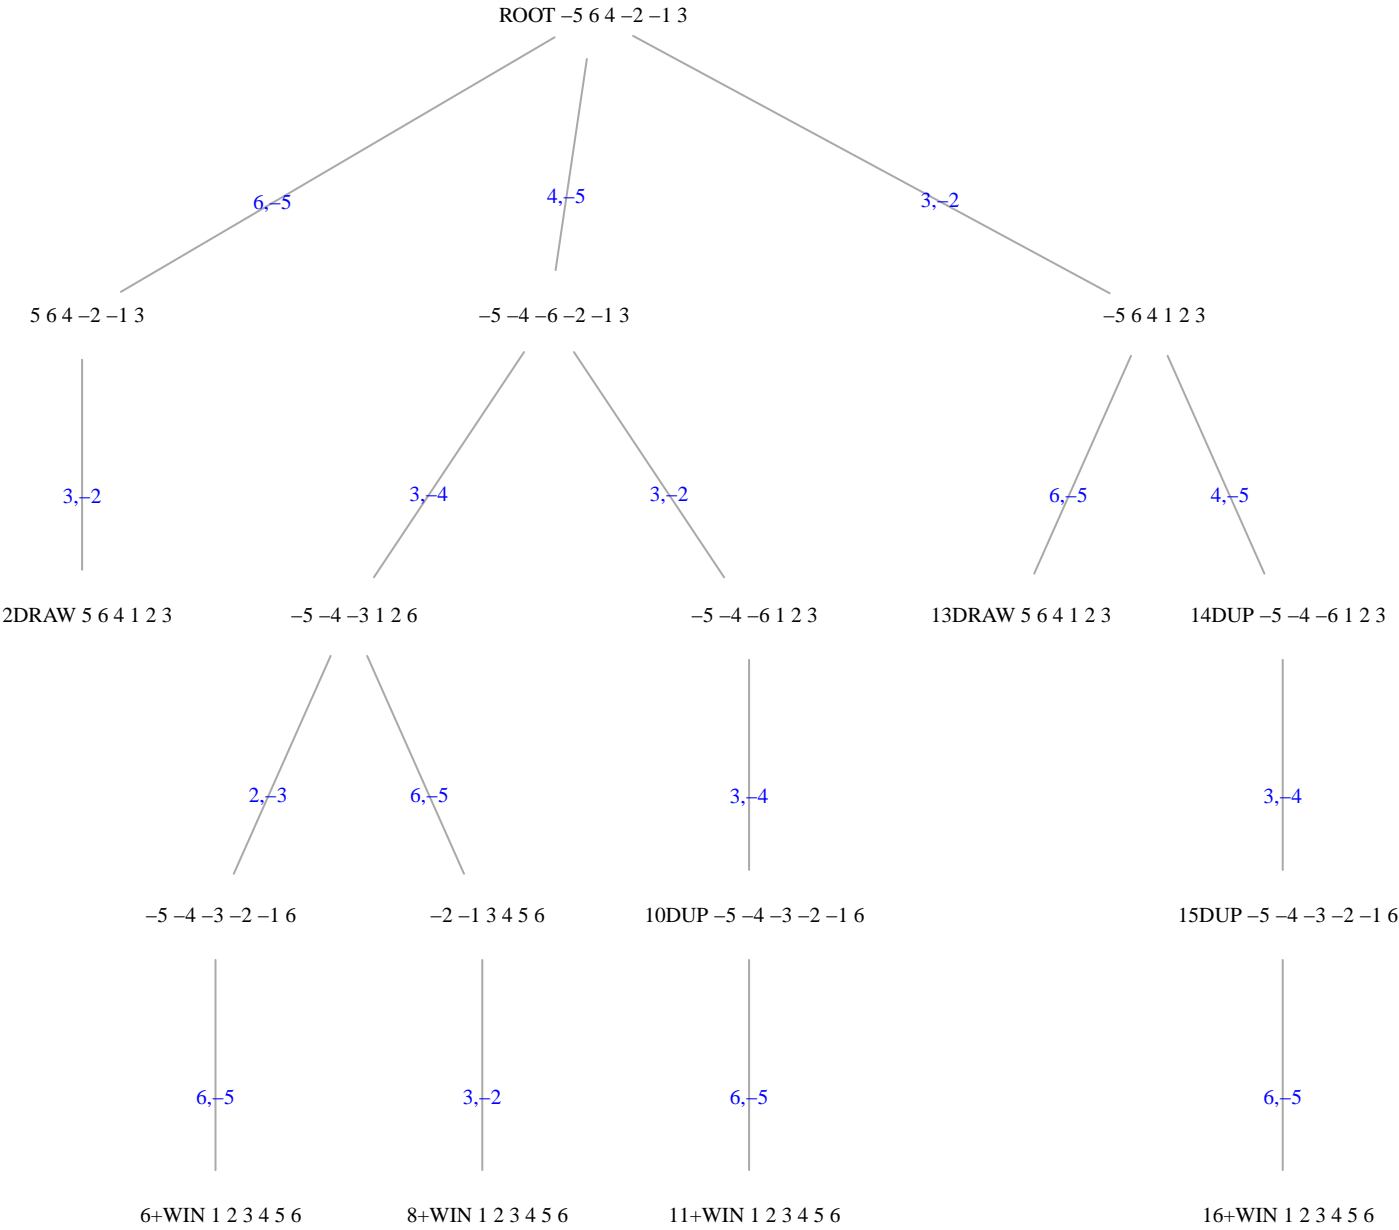 ROOT −5 6 4 −2 −1 3
6,−5
4,−5
3,−2
5 6 4 −2 −1 3
−5 −4 −6 −2 −1 3
−5 6 4 1 2 3
3,−2
3,−4
3,−2
6,−5
4,−5
2DRAW 5 6 4 1 2 3
−5 −4 −3 1 2 6
−5 −4 −6 1 2 3
13DRAW 5 6 4 1 2 3
14DUP −5 −4 −6 1 2 3
2,−3
6,−5
3,−4
3,−4
−5 −4 −3 −2 −1 6
−2 −1 3 4 5 6
10DUP −5 −4 −3 −2 −1 6
15DUP −5 −4 −3 −2 −1 6
6,−5
3,−2
6,−5
6,−5
6+WIN 1 2 3 4 5 6
8+WIN 1 2 3 4 5 6
11+WIN 1 2 3 4 5 6
16+WIN 1 2 3 4 5 6